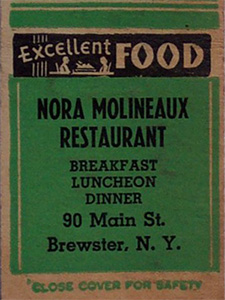 Excellent FOOD
NORA MOLINEAUX
RESTAURANT
BREAKFAST
LUNCHEON
DINNER
90 Main St.
Brewster, N. Y.
CLOSE COVER FOR SAFETY